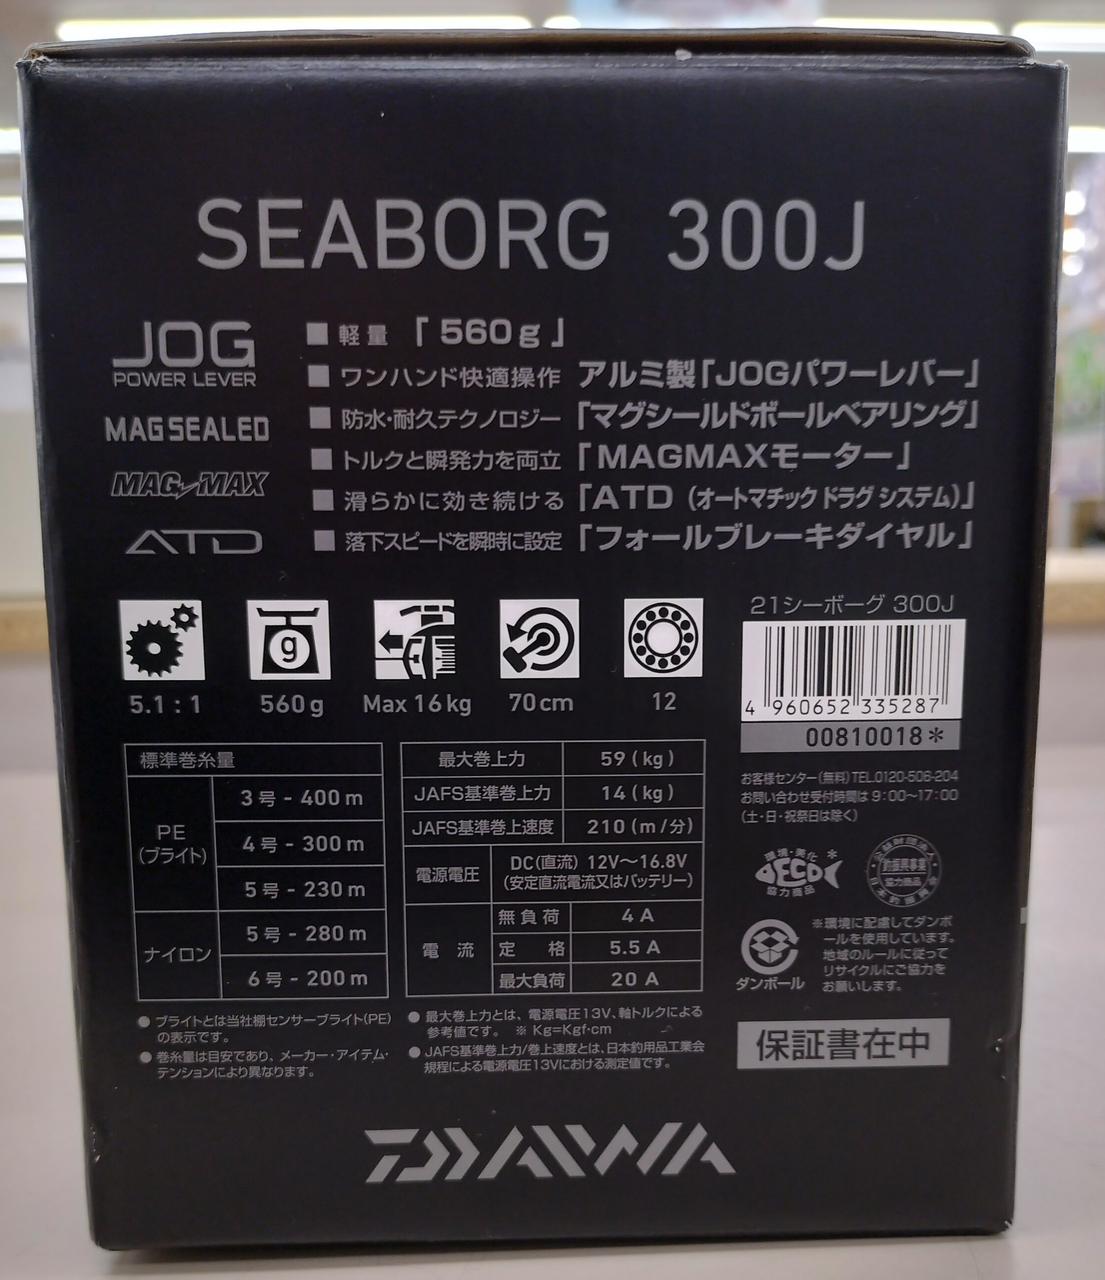 SEABORG 300J
JOG
POWER LEVER
MAGSEALED
MAGMAX
ATD
■ 軽量 「560g」
■ ワンハンド快適操作 アルミ製「JOGパワーレバー」
■ 防水・耐久テクノロジー 「マグシールドボールベアリング」
■ トルクと瞬発力を両立 「MAGMAXモーター」
■ 滑らかに効き続ける 「ATD (オートマチックドラグシステム)」
■ 落下スピードを瞬時に設定 「フォールブレーキダイヤル」
g
5.1 : 1
560g
Max 16kg
70cm
12
21シーボーグ 300J
4 960652 335287
00810018*
お客様センター(無料)TEL.0120-506-204
お問い合わせ受付時間は 9:00〜17:00
(土・日・祝祭日は除く)
標準巻糸量
PE
(ブライト)
3号 - 400m
4号 - 300m
5号 - 230m
ナイロン
5号 - 280m
6号 - 200m
最大巻上力 59 (kg)
JAFS基準巻上力 14 (kg)
JAFS基準巻上速度 210 (m/分)
電源電圧
DC(直流) 12V〜16.8V
(安定直流電流又はバッテリー)
電流
無負荷 4 A
定格 5.5 A
最大負荷 20 A
環境・美化
ECO
協力商品
*
釣振興事業
協力商品
ダンボール
※環境に配慮してダンボ
ールを使用しています。
地域のルールに従って
リサイクルにご協力を
お願いします。
● ブライトとは当社棚センサーブライト(PE)
の表示です。
● 巻糸量は目安であり、メーカー・アイテム・
テンションにより異なります。
● 最大巻上力とは、電源電圧13V、軸トルクによる
参考値です。 ※ Kg=Kgf·cm
● JAFS基準巻上力/巻上速度とは、日本釣用品工業会
規程による電源電圧13Vにおける測定値です。
保証書在中
DAIWA